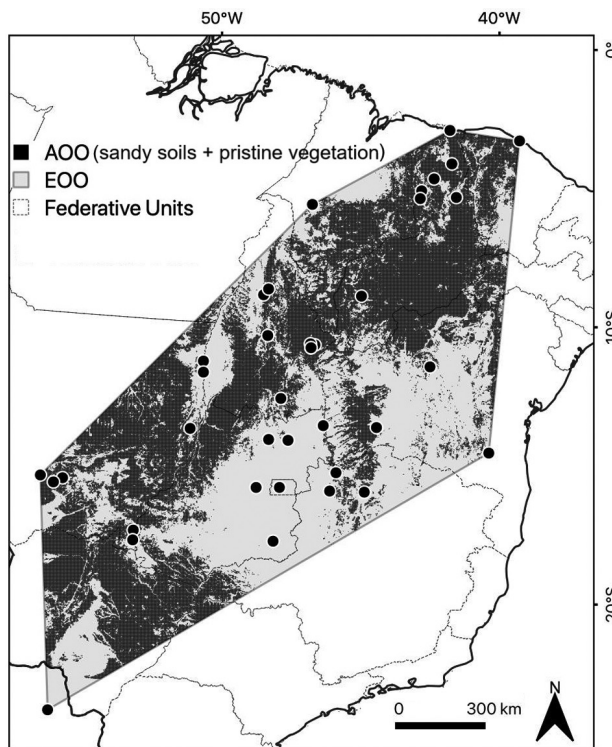 50°W 40°W
0°
AOO (sandy soils + pristine vegetation)
EOO
Federative Units
10°S
20°S
0 300 km
N